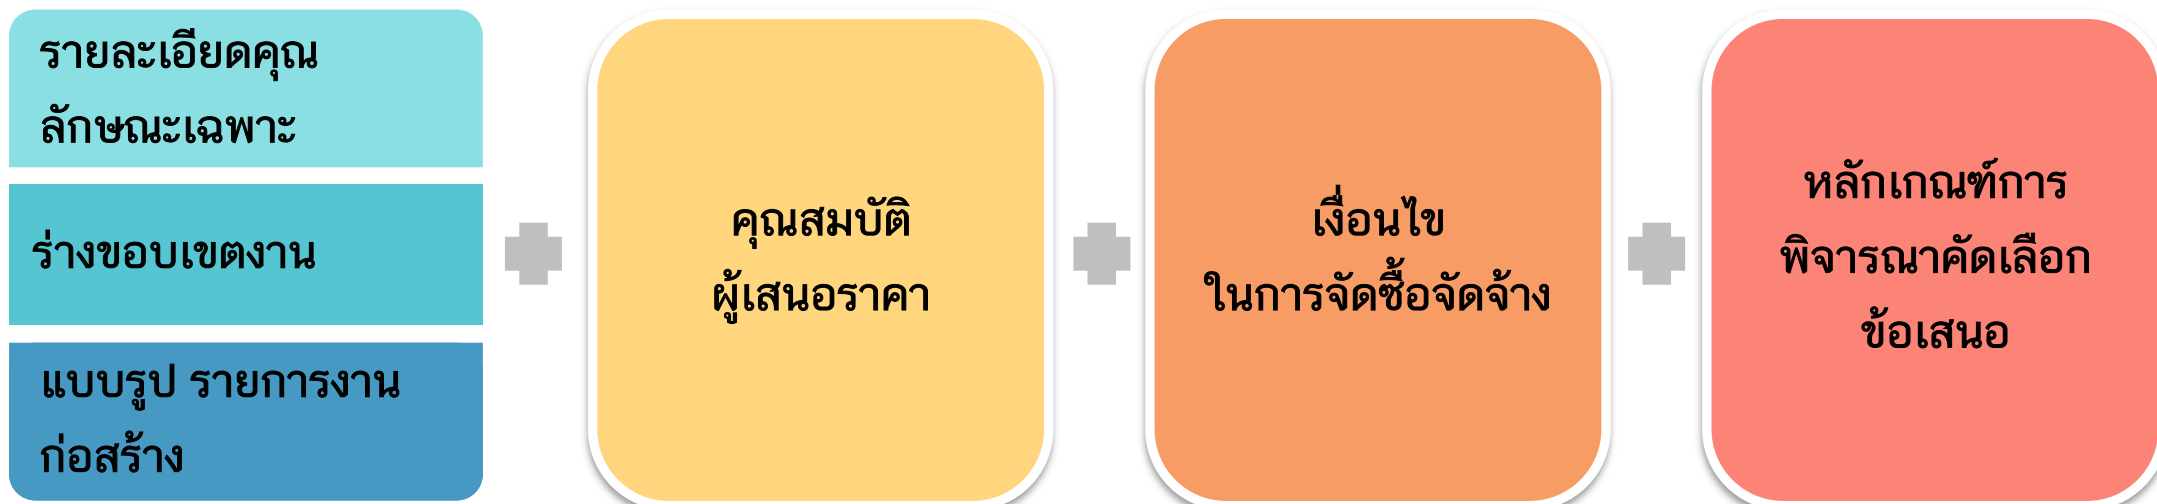 รายละเอียดคุณ
ลักษณะเฉพาะ
ร่างขอบเขตงาน
แบบรูป รายการงาน
ก่อสร้าง
คุณสมบัติ
ผู้เสนอราคา
เงื่อนไข
ในการจัดซื้อจัดจ้าง
หลักเกณฑ์การ
พิจารณาคัดเลือก
ข้อเสนอ